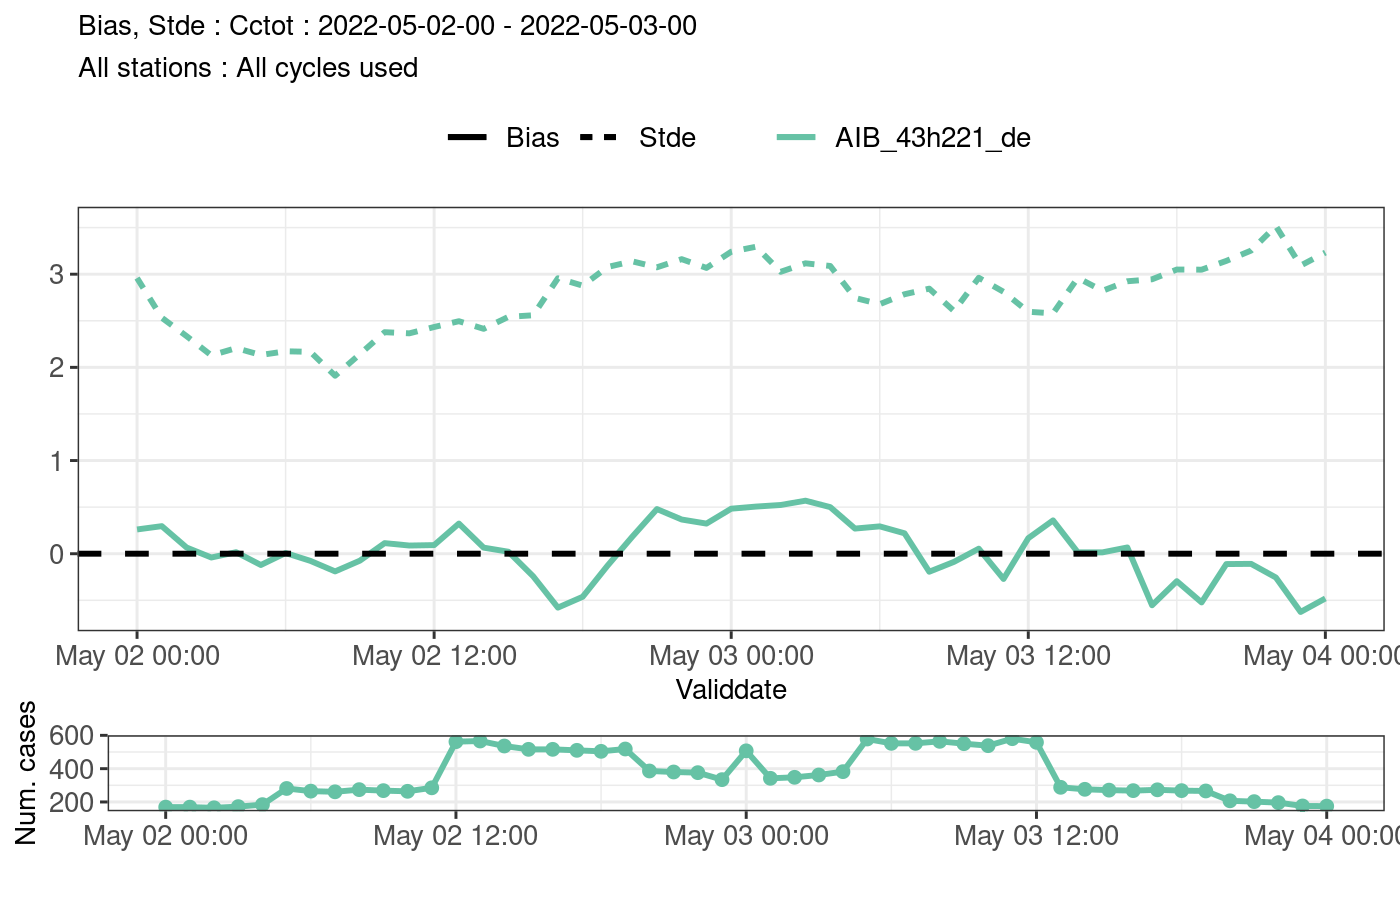 Bias, Stde : Cctot : 2022-05-02-00 - 2022-05-03-00
All stations : All cycles used
Bias Stde AIB_43h221_de
3
2
1
0
May 02 00:00 May 02 12:00 May 03 00:00 May 03 12:00 May 04 00:00
Validdate
Num. cases
600
400
200
May 02 00:00 May 02 12:00 May 03 00:00 May 03 12:00 May 04 00:00